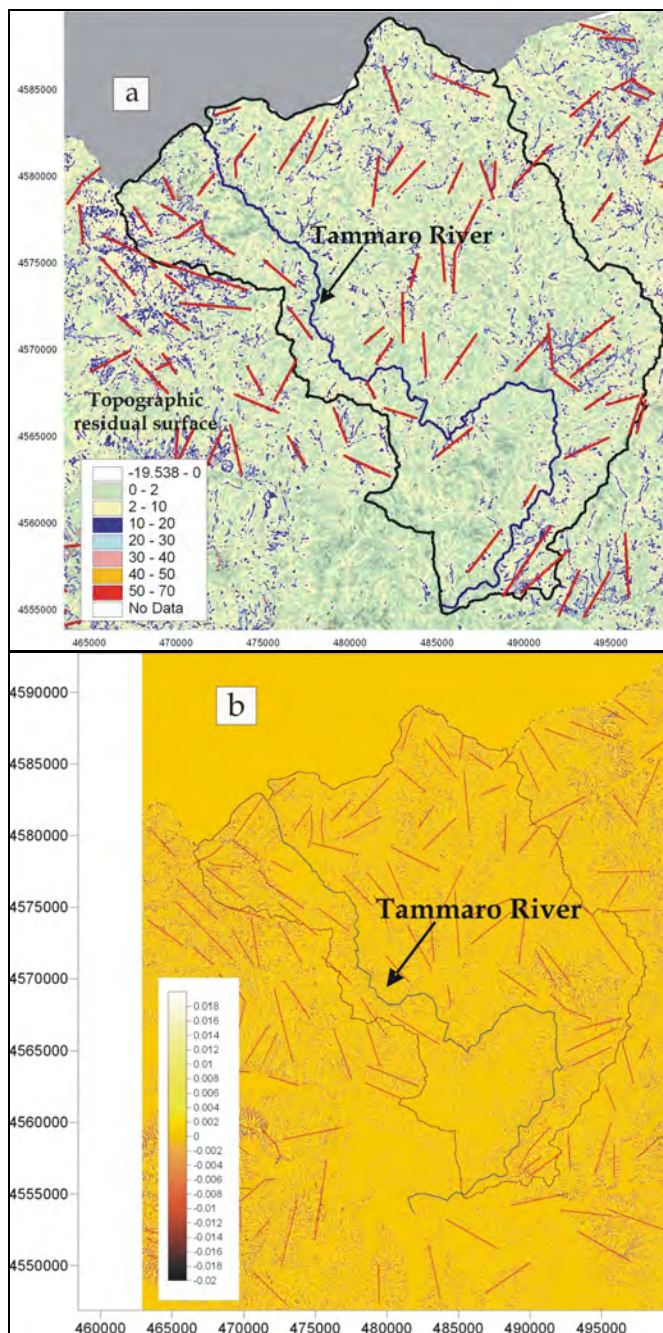 a
4585000
4580000
4575000
4570000
4565000
4560000
4555000
Tammaro River
Topographic
residual surface
-19.538 - 0
0 - 2
2 - 10
10 - 20
20 - 30
30 - 40
40 - 50
50 - 70
No Data
465000 470000 475000 480000 485000 490000 495000
b
4590000
4585000
4580000
4575000
4570000
4565000
4560000
4555000
4550000
Tammaro River
0.018
0.016
0.014
0.012
0.01
0.008
0.006
0.004
0.002
0
-0.002
-0.004
-0.006
-0.008
-0.01
-0.012
-0.014
-0.016
-0.018
-0.02
460000 465000 470000 475000 480000 485000 490000 495000